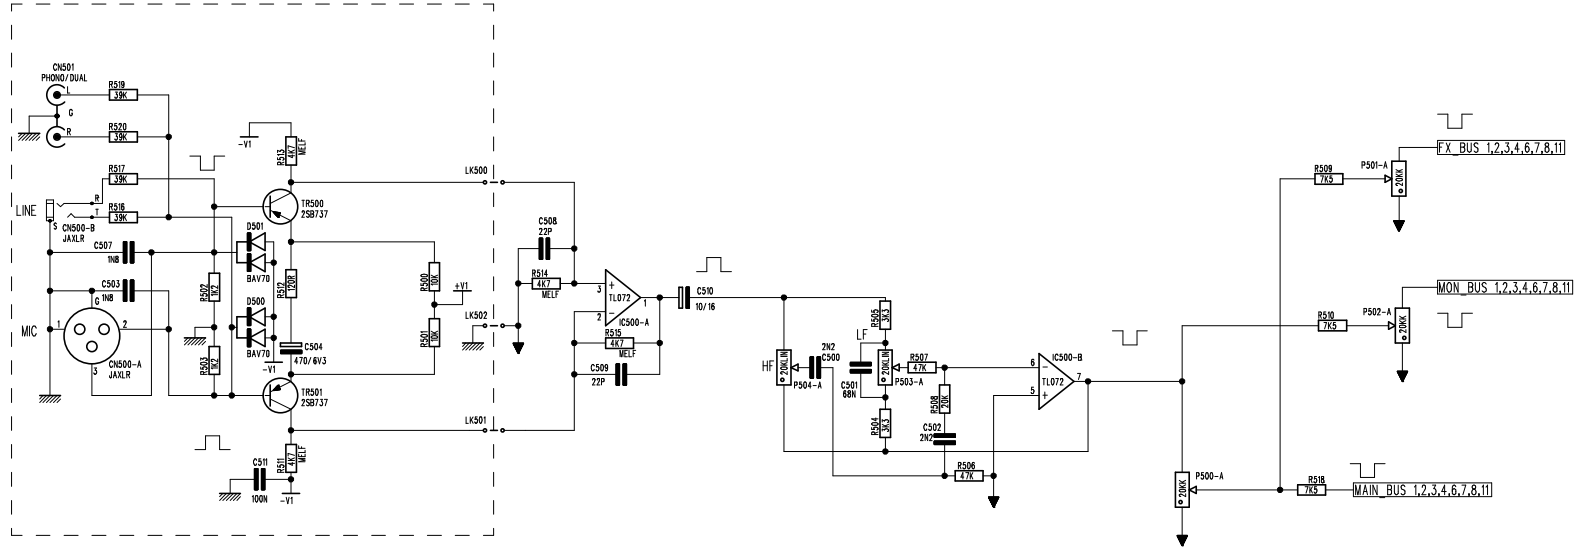 CN501
PHONO/DUAL
L
G
R
R519
39K
R520
39K
R517
39K
R516
39K
LINE
R
T
S
CN500-B
JAXLR
C507
1N8
C503
1N8
MIC
G
1
2
3
CN500-A
JAXLR
R502
1K2
R503
1K2
D501
BAV70
D500
BAV70
-V1
-V1
R513
4K7
MELF
TR500
2SB737
R512
120R
C504
470/6V3
TR501
2SB737
R511
4K7
MELF
C511
100N
-V1
R500
10K
+V1
R501
10K
LK500
LK502
LK501
C508
22P
R514
4K7
MELF
3
+
2
-
1
TL072
IC500-A
R515
4K7
MELF
C509
22P
C510
10/16
HF
20KLIN
P504-A
2N2
C500
R505
3K3
LF
C501
68N
20KLIN
P503-A
R504
3K3
R507
47K
R508
20K
C502
2N2
R506
47K
6
-
5
+
7
IC500-B
TL072
P500-A
20KK
R509
7K5
P501-A
20KK
FX_BUS 1,2,3,4,6,7,8,11
R510
7K5
P502-A
20KK
MON_BUS 1,2,3,4,6,7,8,11
R518
7K5
MAIN_BUS 1,2,3,4,6,7,8,11